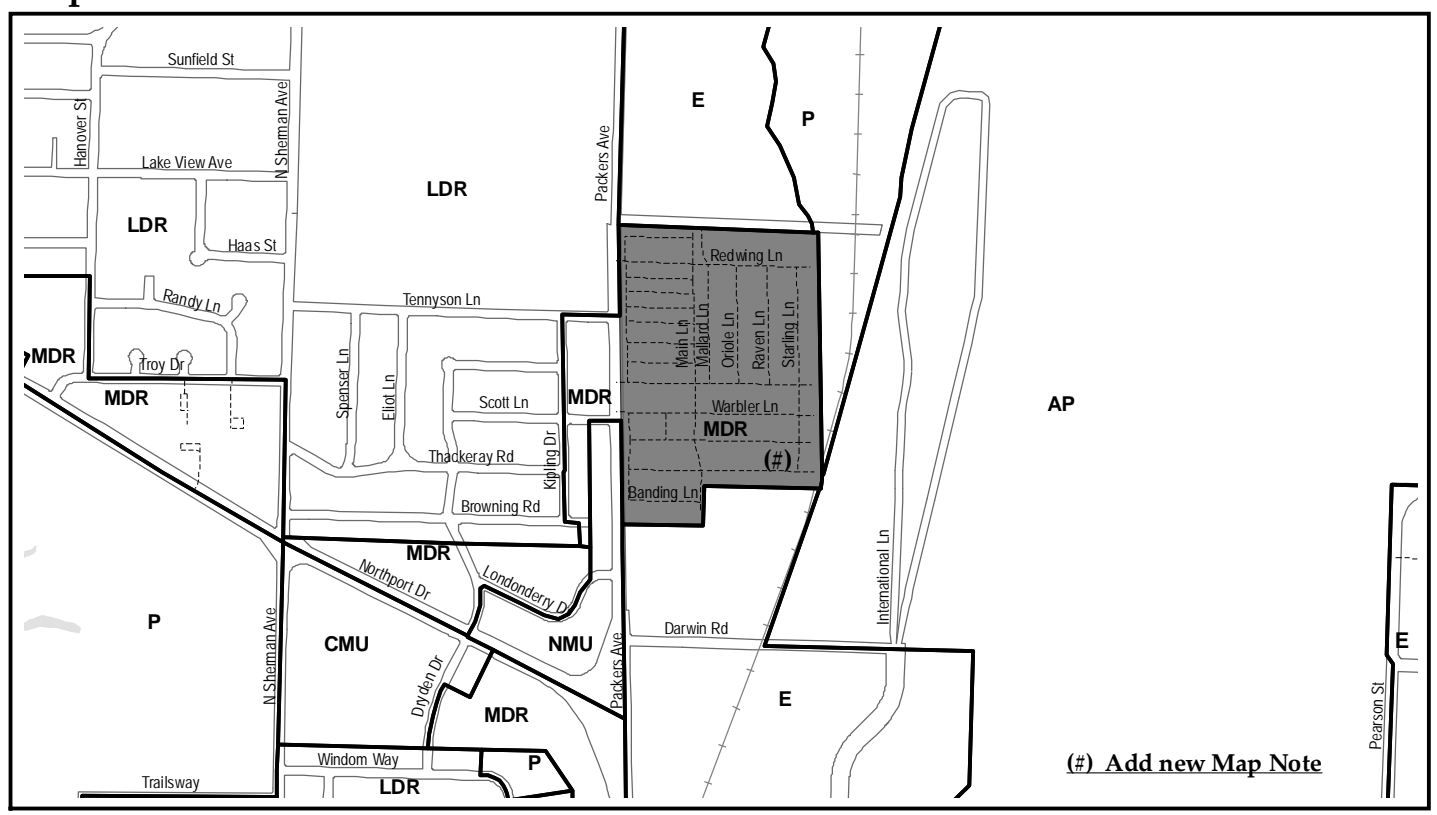 Sunfield St
Hanover St
N Sherman Ave
Lake View Ave
Packers Ave
E
P
LDR
LDR
Haas St
Redwing Ln
Randy Ln
Tennyson Ln
Main Ln
Mallard Ln
Oriole Ln
Raven Ln
Starling Ln
MDR
Troy Dr
MDR
Spenser Ln
Eliot Ln
Scott Ln
MDR
Warbler Ln
MDR
AP
(#)
Thackeray Rd
Kipling Dr
Banding Ln
Browning Rd
MDR
Northport Dr
Londonderry D
International Ln
P
N Sherman Ave
CMU
NMU
Packers Ave
Darwin Rd
E
Dryden Dr
MDR
E
Pearson St
Windom Way
P
Trailsway
LDR
(#) Add new Map Note